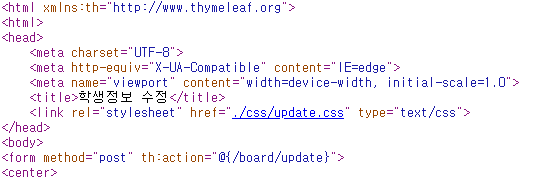 <html xmlns:th="http://www.thymeleaf.org">
<html>
<head>
    <meta charset="UTF-8">
    <meta http-equiv="X-UA-Compatible" content="IE=edge">
    <meta name="viewport" content="width=device-width, initial-scale=1.0">
    <title>학생정보 수정</title>
    <link rel="stylesheet" href="./css/update.css" type="text/css">
</head>
<body>
<form method="post" th:action="@{/board/update}">
<center>